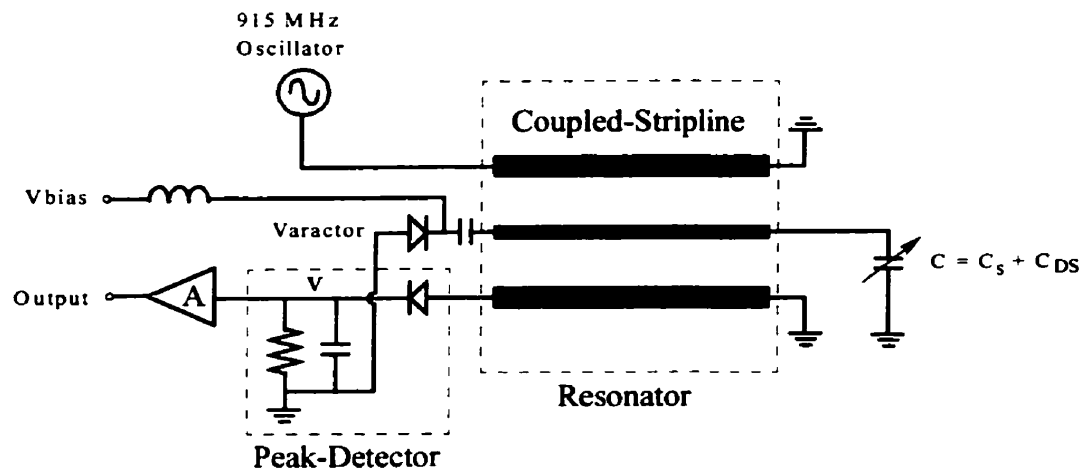 915 MHz
Oscillator
Coupled-Stripline
Vbias
Varactor
C = C_S + C_DS
V
Output
A
Resonator
Peak-Detector